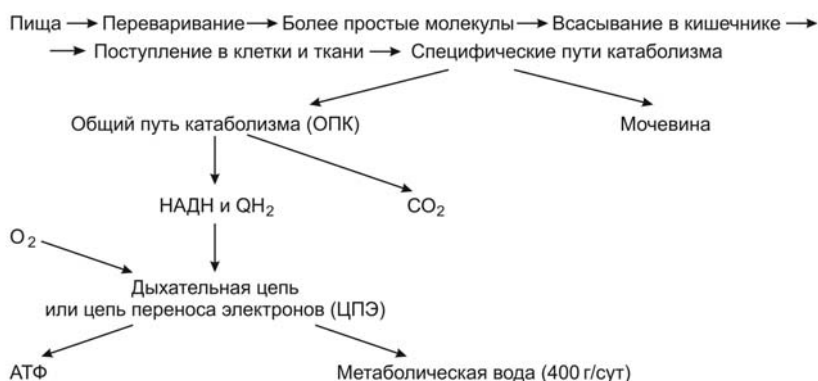 Пища → Переваривание → Более простые молекулы → Всасывание в кишечнике →
→ Поступление в клетки и ткани → Специфические пути катаболизма
Общий путь катаболизма (ОПК) Мочевина
НАДН и QH₂ CO₂
O₂
Дыхательная цепь
или цепь переноса электронов (ЦПЭ)
АТФ Метаболическая вода (400 г/сут)